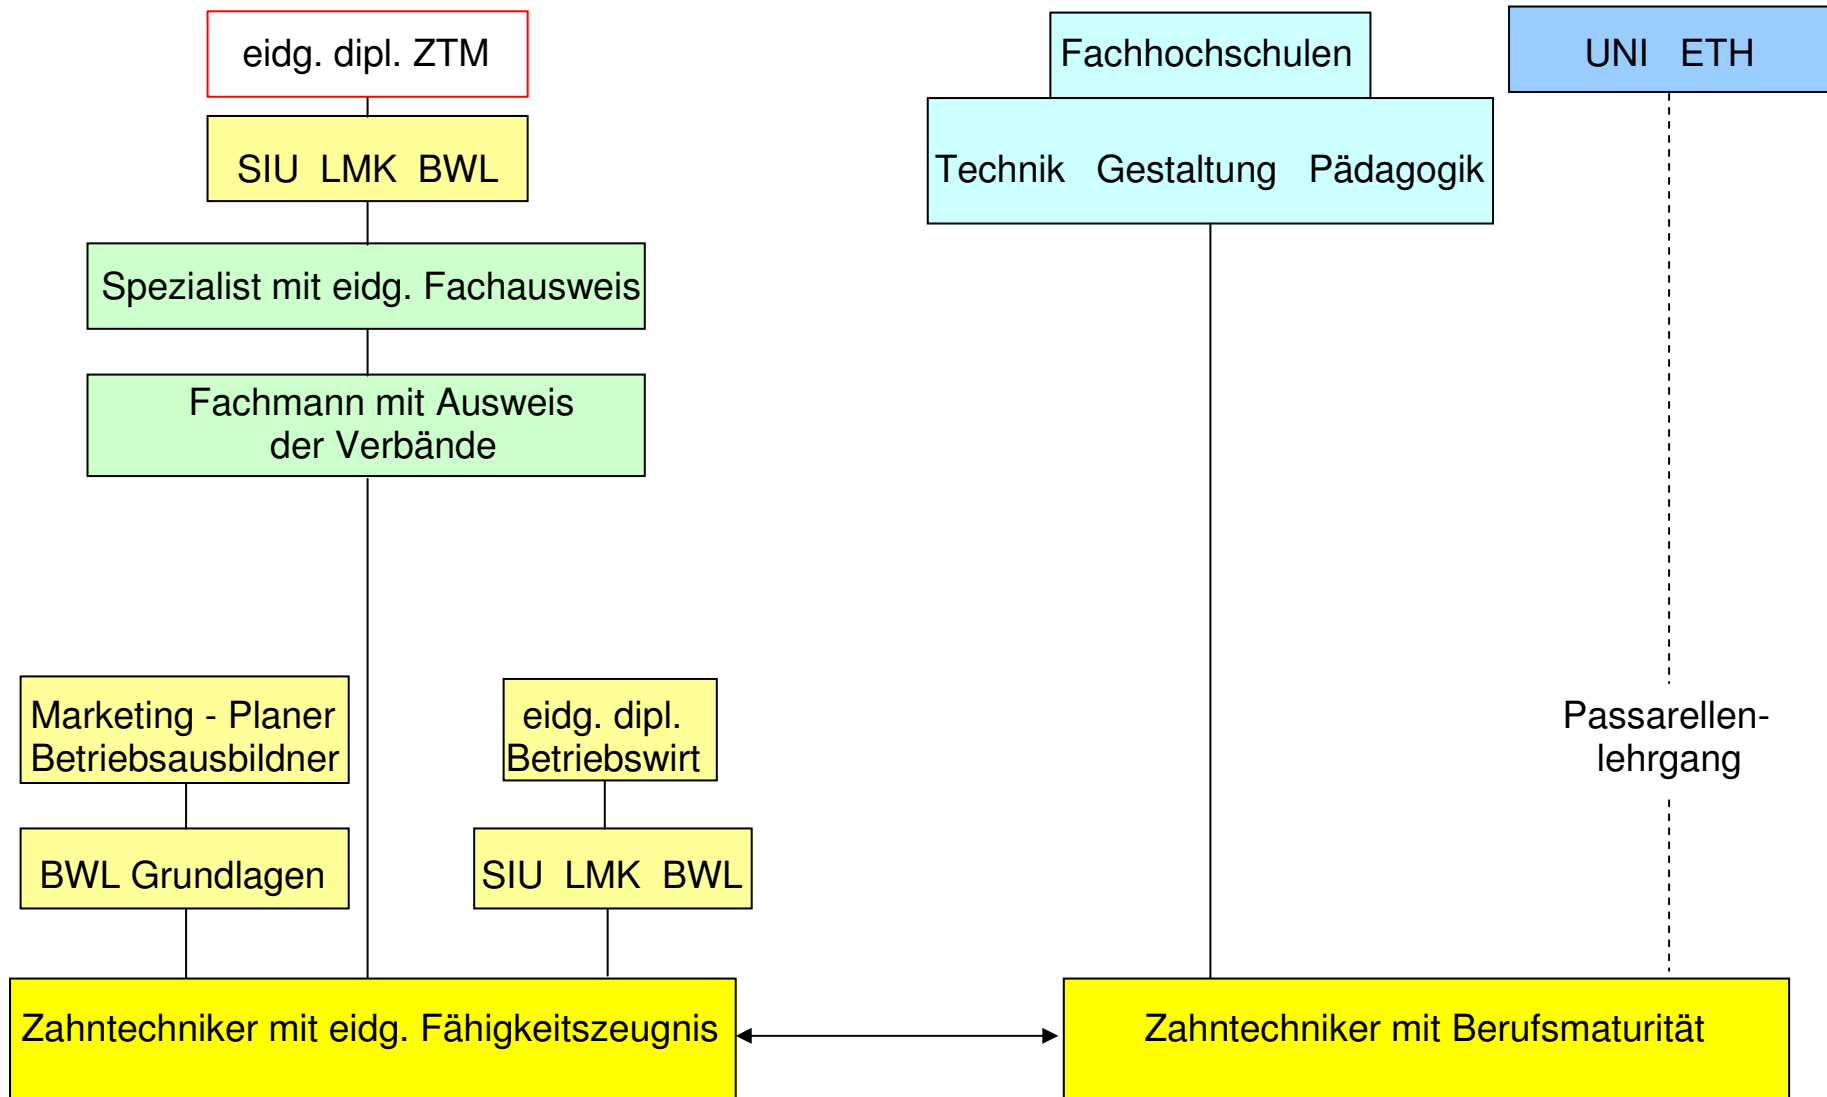 eidg. dipl. ZTM
Fachhochschulen
UNI ETH
SIU LMK BWL
Technik Gestaltung Pädagogik
Spezialist mit eidg. Fachausweis
Fachmann mit Ausweis
der Verbände
Marketing - Planer
Betriebsausbildner
eidg. dipl.
Betriebswirt
Passarellen-
lehrgang
BWL Grundlagen
SIU LMK BWL
Zahntechniker mit eidg. Fähigkeitszeugnis
Zahntechniker mit Berufsmaturität